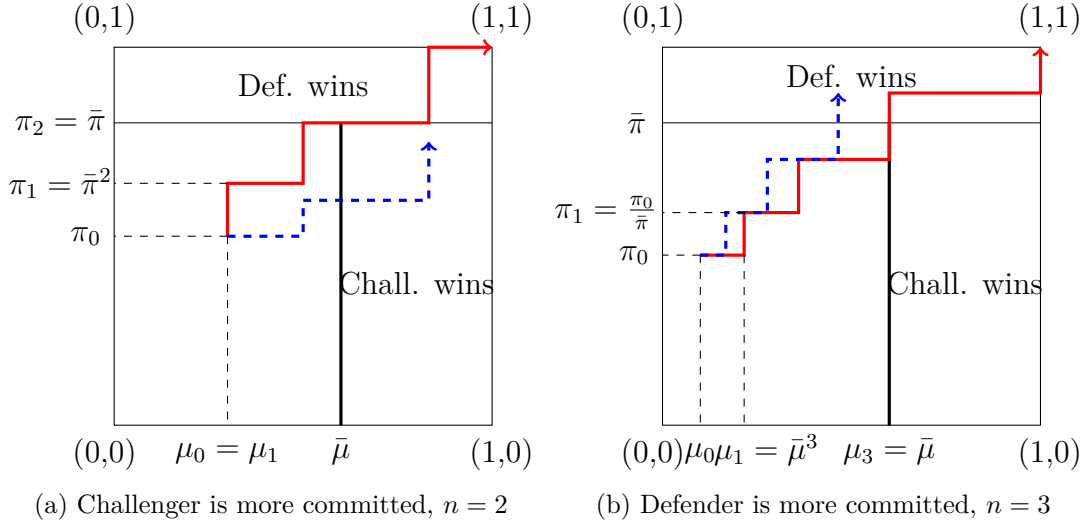 (0,1) (1,1) (0,1) (1,1)
Def. wins Def. wins
π₂ = π̄ π̄
π₁ = π̄² π₁ = π₀/π̄
π₀ π₀
Chall. wins Chall. wins
(0,0) μ₀ = μ₁ μ̄ (1,0) (0,0) μ₀ μ₁ = μ̄³ μ₃ = μ̄ (1,0)
(a) Challenger is more committed, n = 2 (b) Defender is more committed, n = 3